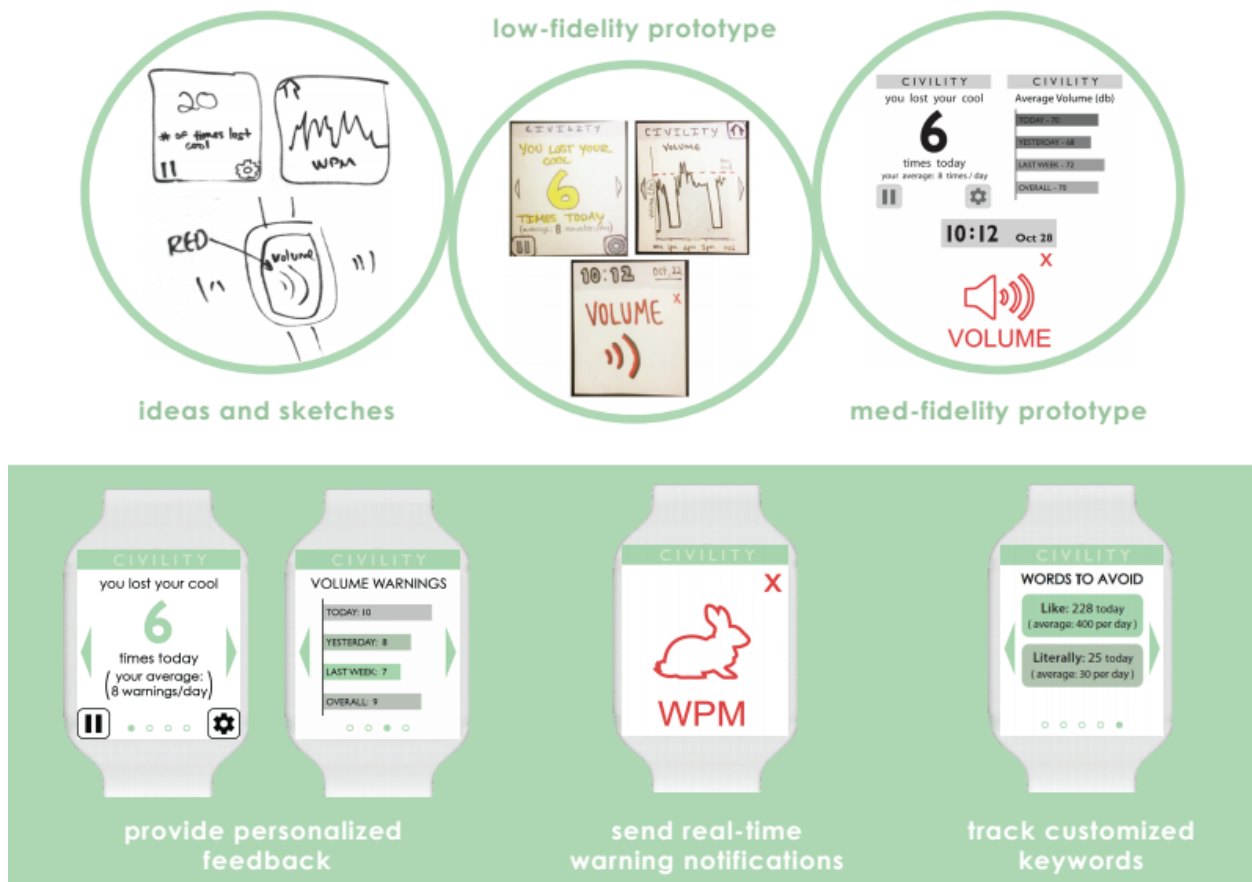 low-fidelity prototype
20
# of times lost
cool
WPM
RED
volume
ideas and sketches
CIVILITY
YOU LOST YOUR
COOL
6
TIMES TODAY
CIVILITY
VOLUME
10:12 Oct.22
X
VOLUME
CIVILITY
you lost your cool
6
times today
your average: 8 times/ day
CIVILITY
Average Volume (db)
TODAY - 70
YESTERDAY - 68
LAST WEEK - 72
OVERALL - 70
10:12 Oct 28
X
VOLUME
med-fidelity prototype
CIVILITY
you lost your cool
6
times today
(your average:
8 warnings/day)
CIVILITY
VOLUME WARNINGS
TODAY: 10
YESTERDAY: 8
LAST WEEK: 7
OVERALL: 9
CIVILITY
X
WPM
CIVILITY
WORDS TO AVOID
Like: 228 today
( average: 400 per day )
Literally: 25 today
( average: 30 per day )
provide personalized
feedback
send real-time
warning notifications
track customized
keywords